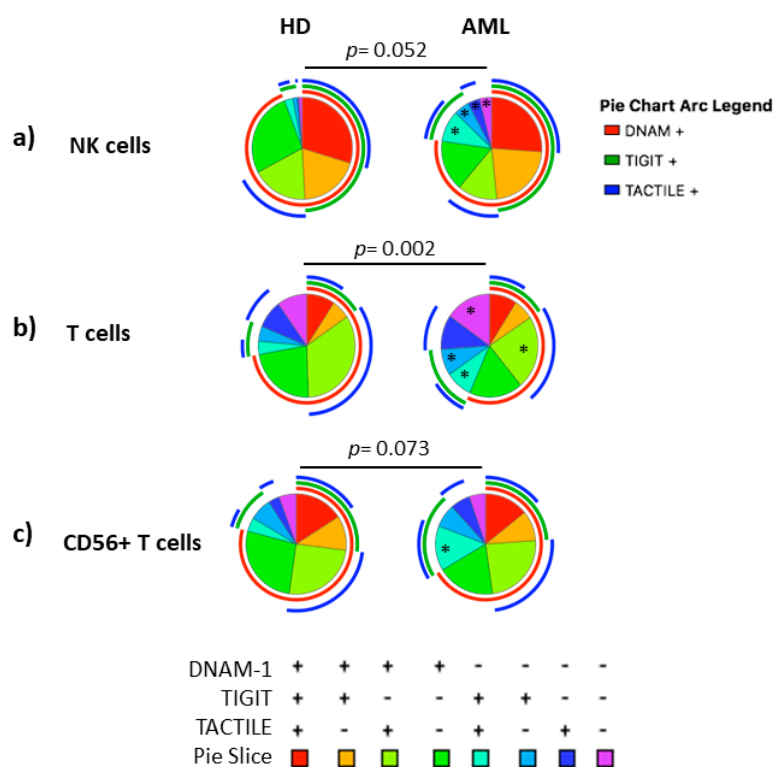 HD AML
p= 0.052
Pie Chart Arc Legend
DNAM +
TIGIT +
TACTILE +
a) NK cells
* * * *
p= 0.002
b) T cells
* * * *
p= 0.073
c) CD56+ T cells
*
DNAM-1 + + + + - - - -
TIGIT + + - - + + - -
TACTILE + - + - + - + -
Pie Slice